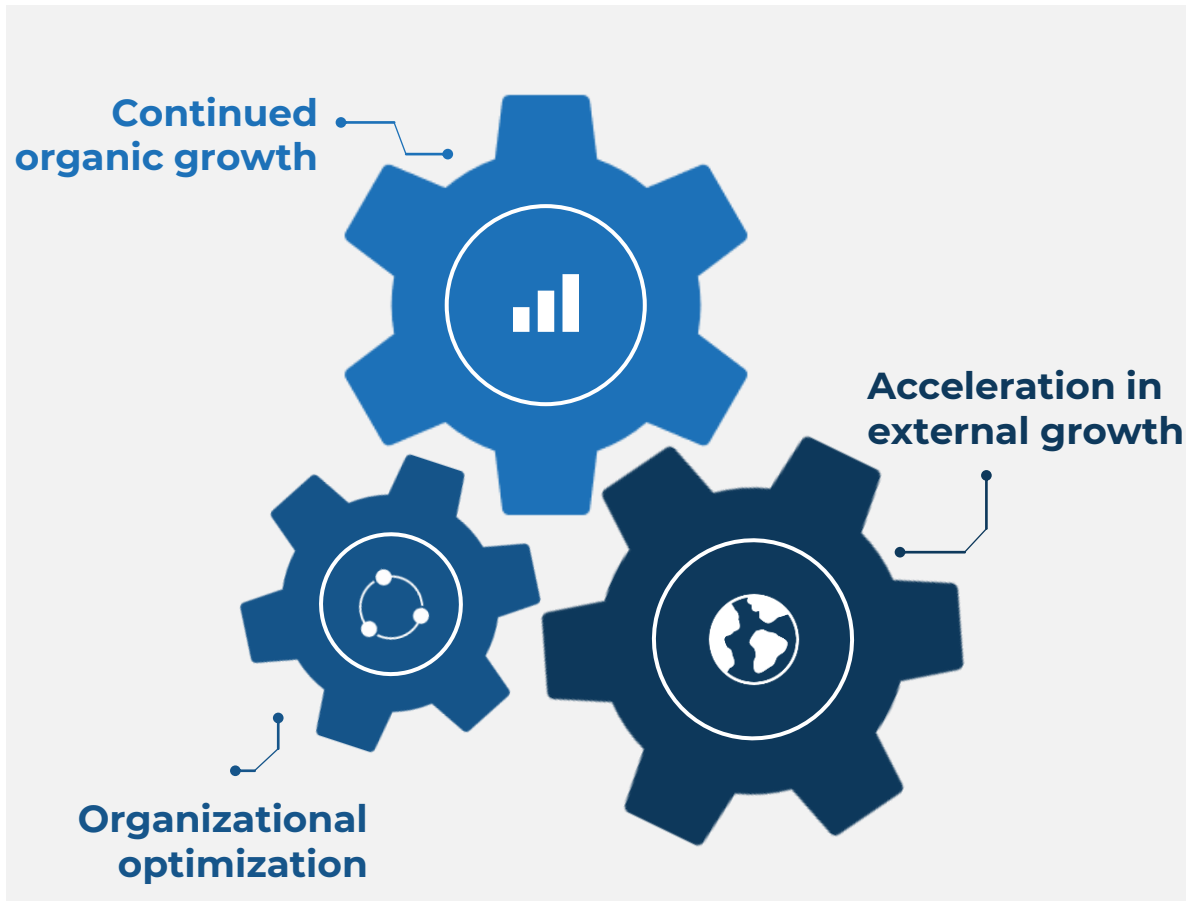 Continued
organic growth
Acceleration in
external growth
Organizational
optimization